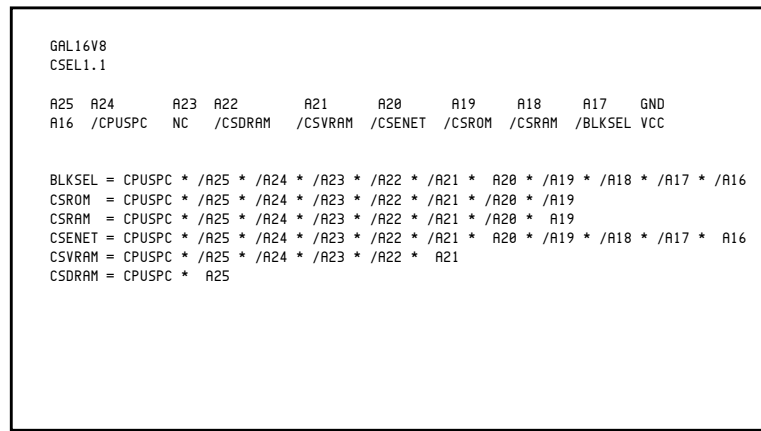 GAL16V8
CSEL1.1
A25 A24 A23 A22 A21 A20 A19 A18 A17 GND
A16 /CPUSPC NC /CSDRAM /CSVRAM /CSENET /CSROM /CSRAM /BLKSEL VCC
BLKSEL = CPUSPC * /A25 * /A24 * /A23 * /A22 * /A21 * A20 * /A19 * /A18 * /A17 * /A16
CSROM = CPUSPC * /A25 * /A24 * /A23 * /A22 * /A21 * /A20 * /A19
CSRAM = CPUSPC * /A25 * /A24 * /A23 * /A22 * /A21 * /A20 * A19
CSENET = CPUSPC * /A25 * /A24 * /A23 * /A22 * /A21 * A20 * /A19 * /A18 * /A17 * A16
CSVRAM = CPUSPC * /A25 * /A24 * /A23 * /A22 * A21
CSDRAM = CPUSPC * A25